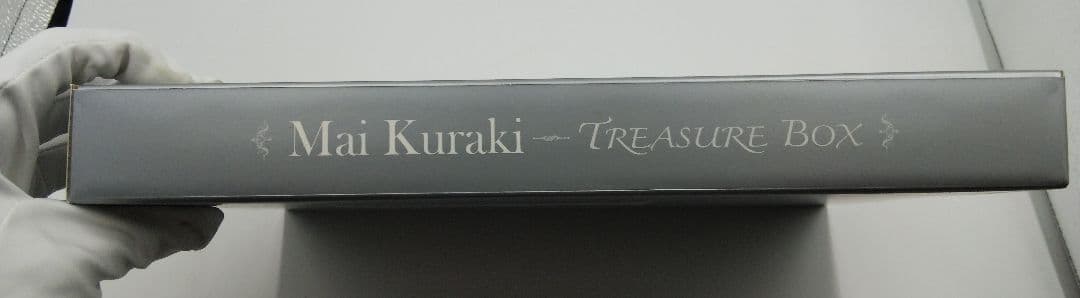 Mai Kuraki — TREASURE BOX